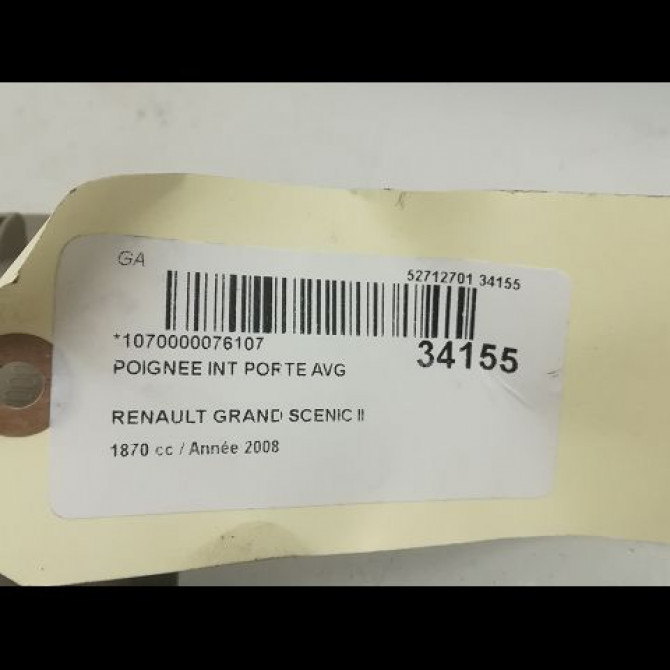 GA
52712701 34155
*1070000076107
34155
POIGNEE INT PORTE AVG
RENAULT GRAND SCENIC II
1870 cc / Année 2008